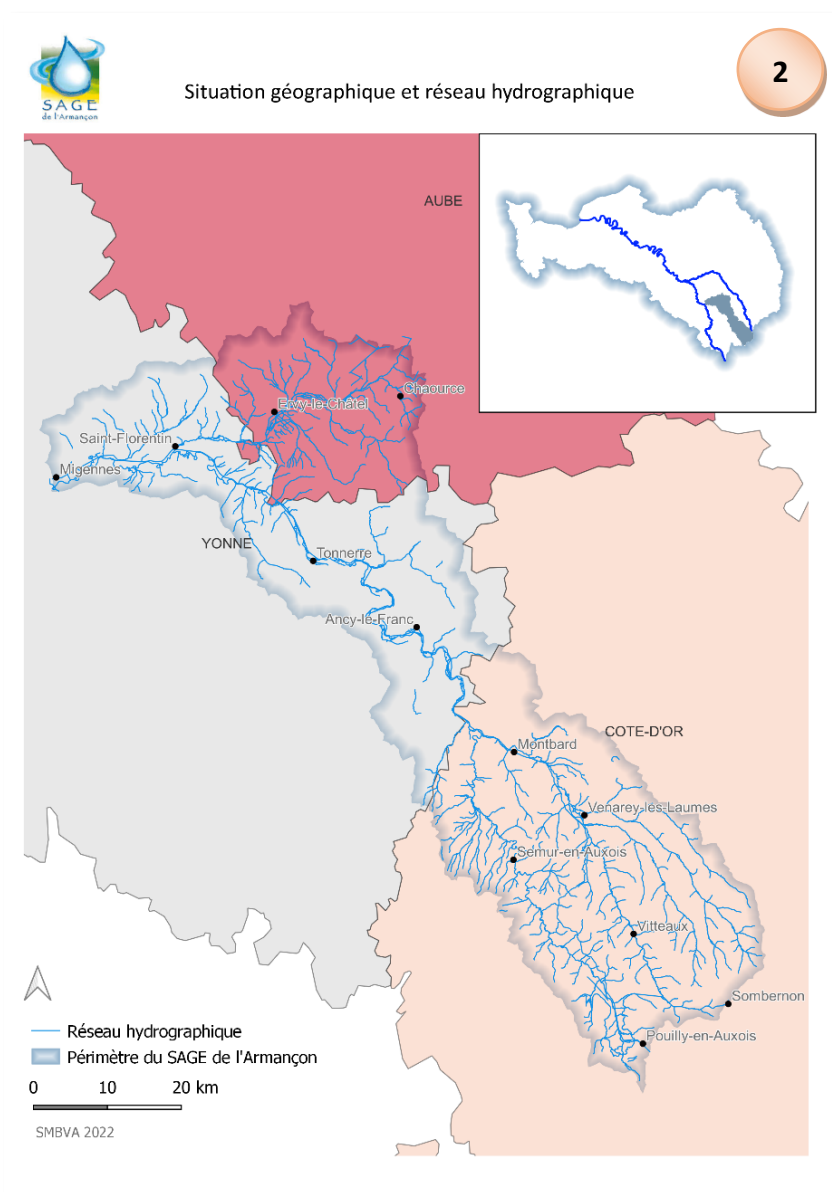 SAGE
de l'Armançon
Situation géographique et réseau hydrographique
2
AUBE
Chaource
Ervy-le-Châtel
Saint-Florentin
Migennes
YONNE
Tonnerre
Ancy-le-Franc
COTE-D'OR
Montbard
Venarey-lès-Laumes
Semur-en-Auxois
Vitteaux
Sombernon
Pouilly-en-Auxois
Réseau hydrographique
Périmètre du SAGE de l'Armançon
0 10 20 km
SMBVA 2022